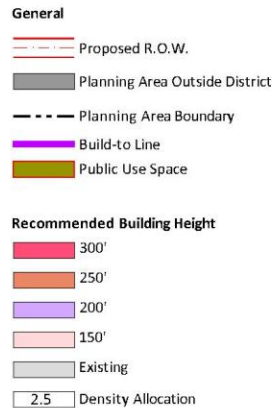 General
Proposed R.O.W.
Planning Area Outside District
Planning Area Boundary
Build-to Line
Public Use Space
Recommended Building Height
300'
250'
200'
150'
Existing
2.5 Density Allocation